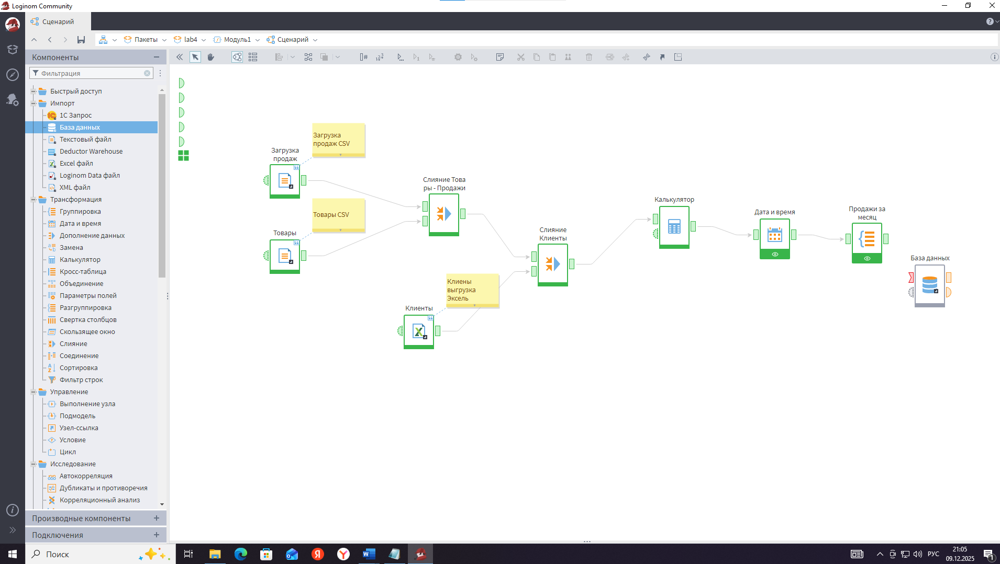 Loginom Community
Сценарий
Пакеты
lab4
Модуль1
Сценарий
Компоненты
Фильтрация
Быстрый доступ
Импорт
1С Запрос
База данных
Текстовый файл
Deductor Warehouse
Excel файл
Loginom Data файл
XML файл
Трансформация
Группировка
Дата и время
Дополнение данных
Замена
Калькулятор
Кросс-таблица
Объединение
Параметры полей
Разгруппировка
Свертка столбцов
Скользящее окно
Слияние
Соединение
Сортировка
Фильтр строк
Управление
Выполнение узла
Подмодель
Узел-ссылка
Условие
Цикл
Исследование
Автокорреляция
Дубликаты и противоречия
Корреляционный анализ
Производные компоненты
Подключения
Загрузка
продаж CSV
Загрузка
продаж
Товары CSV
Товары
Слияние Това
ры - Продажи
Клиены
выгрузка
Эксель
Клиенты
Слияние
Клиенты
Калькулятор
Дата и время
Продажи за
месяц
База данных
Поиск
РУС
21:05
09.12.2025
1